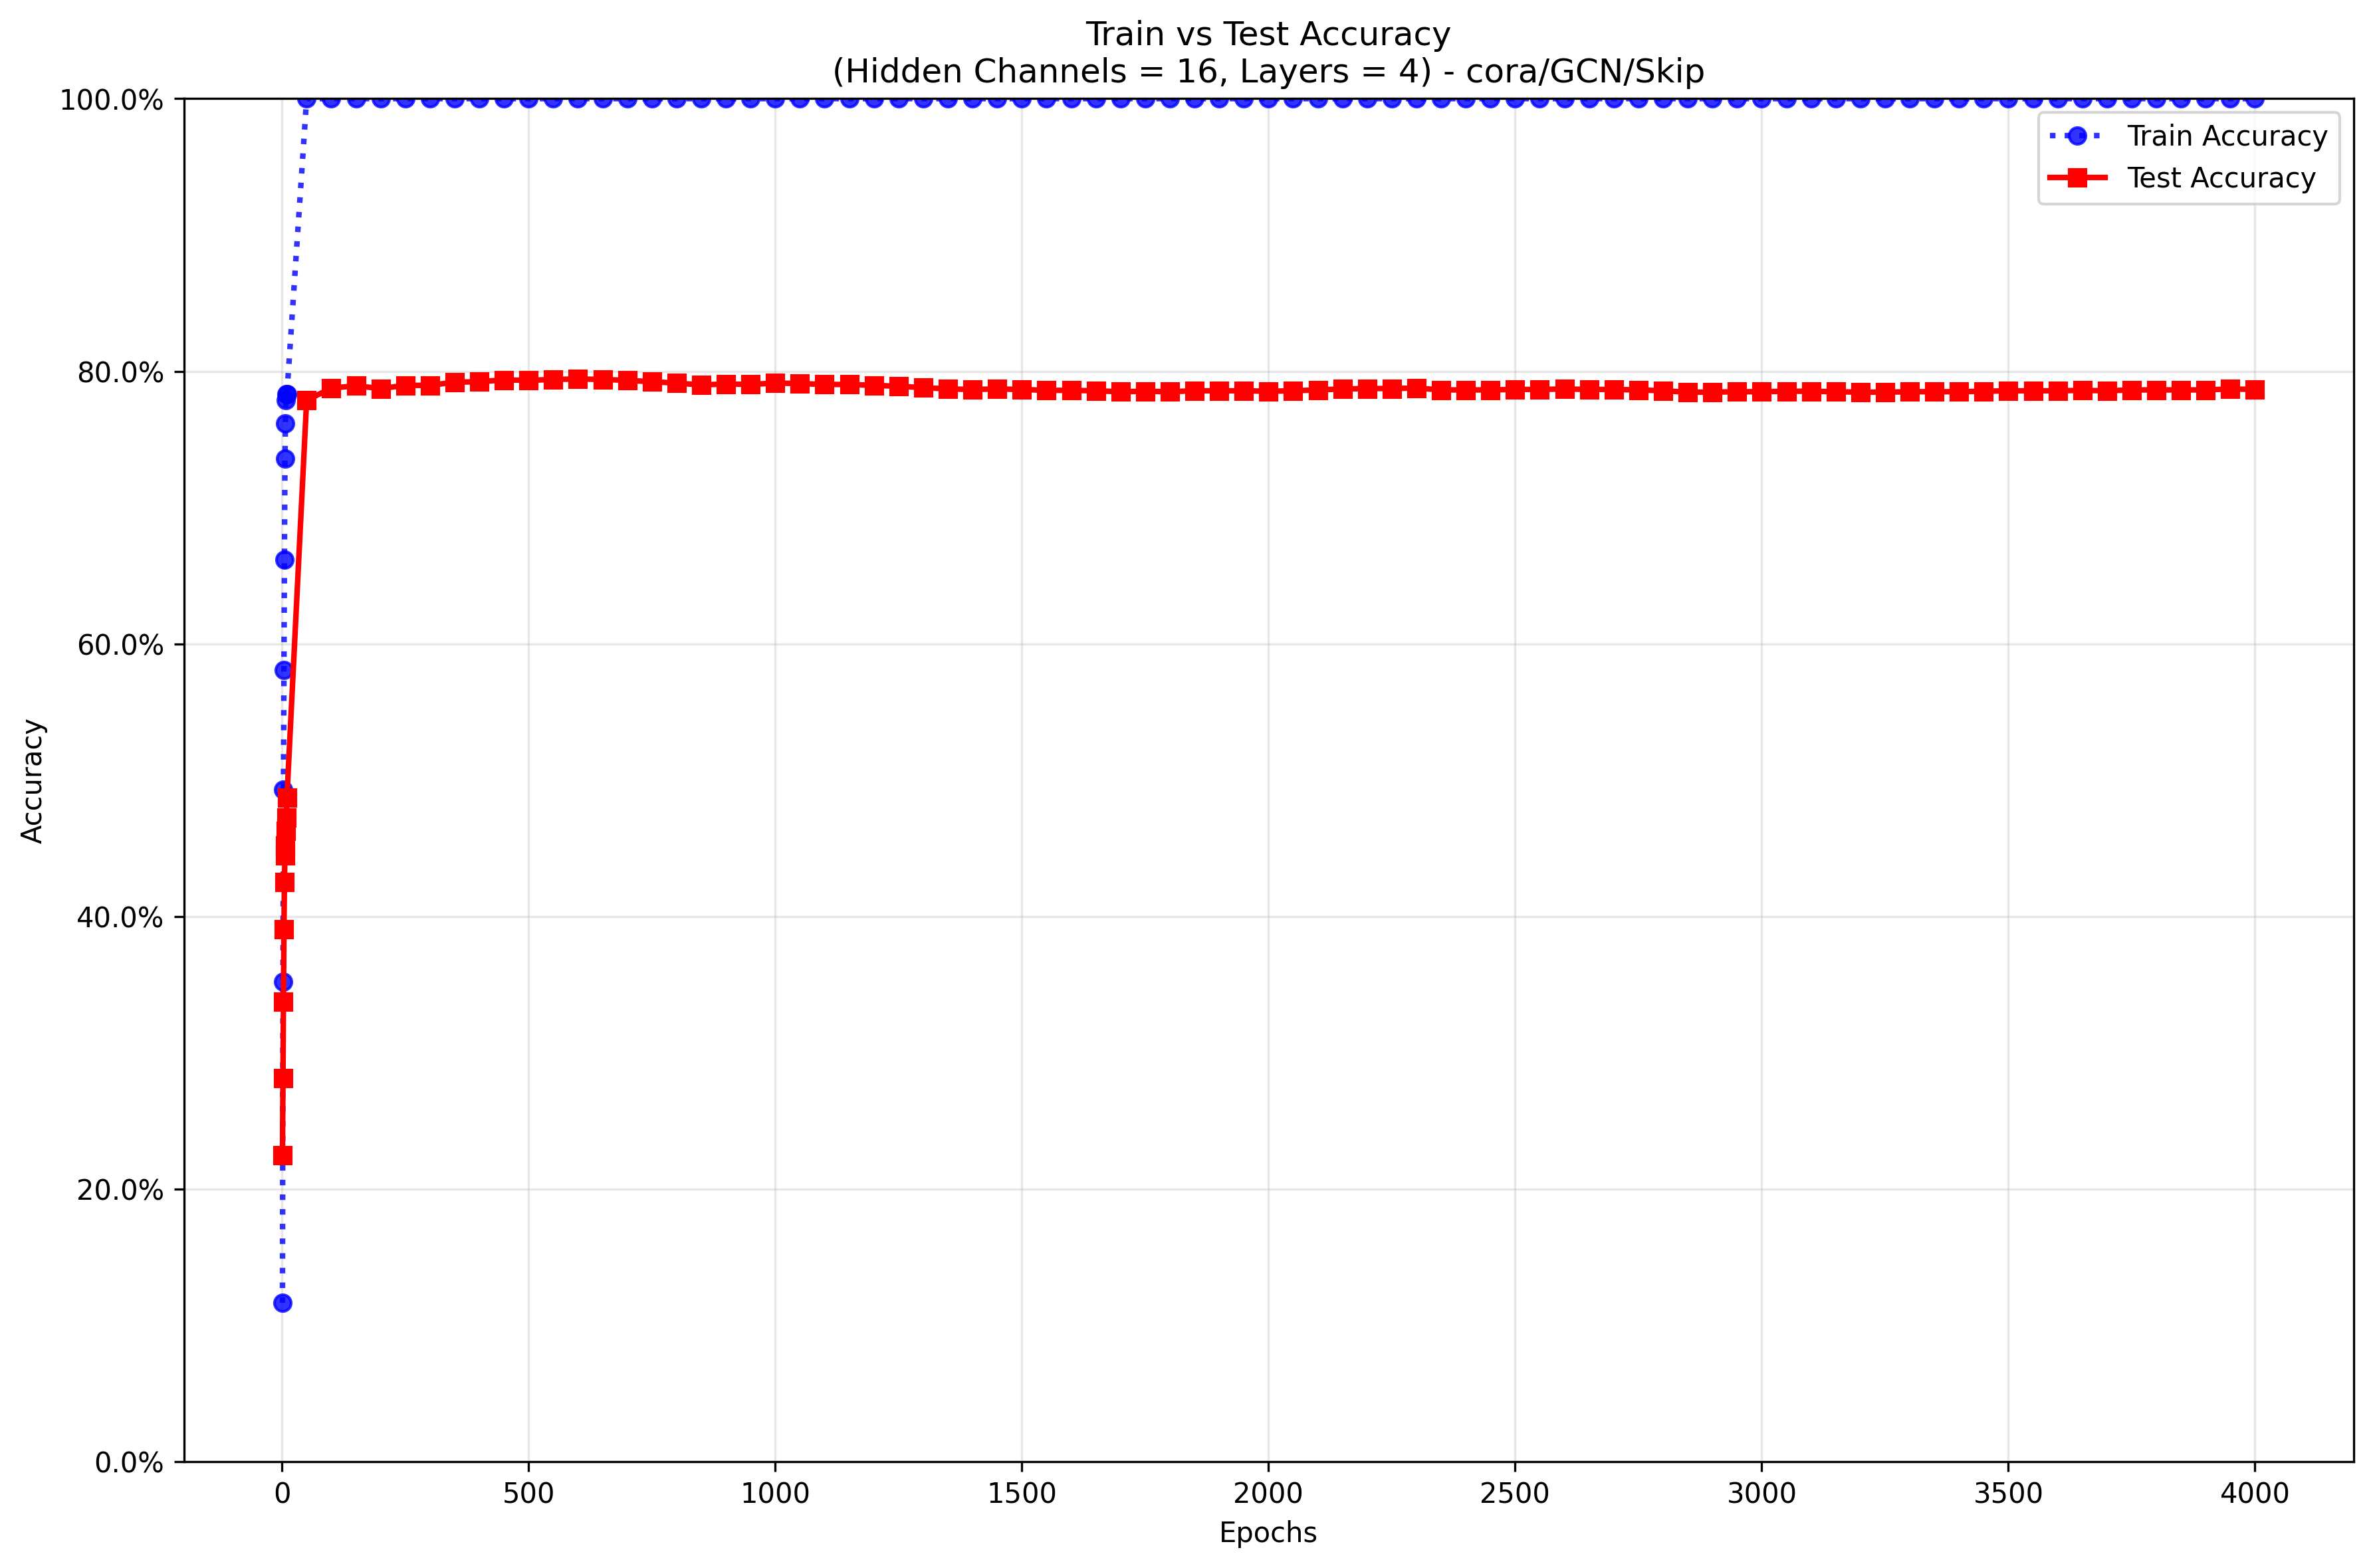 Train vs Test Accuracy
(Hidden Channels = 16, Layers = 4) - cora/GCN/Skip
100.0%
80.0%
60.0%
40.0%
20.0%
0.0%
Accuracy
Train Accuracy
Test Accuracy
0 500 1000 1500 2000 2500 3000 3500 4000
Epochs